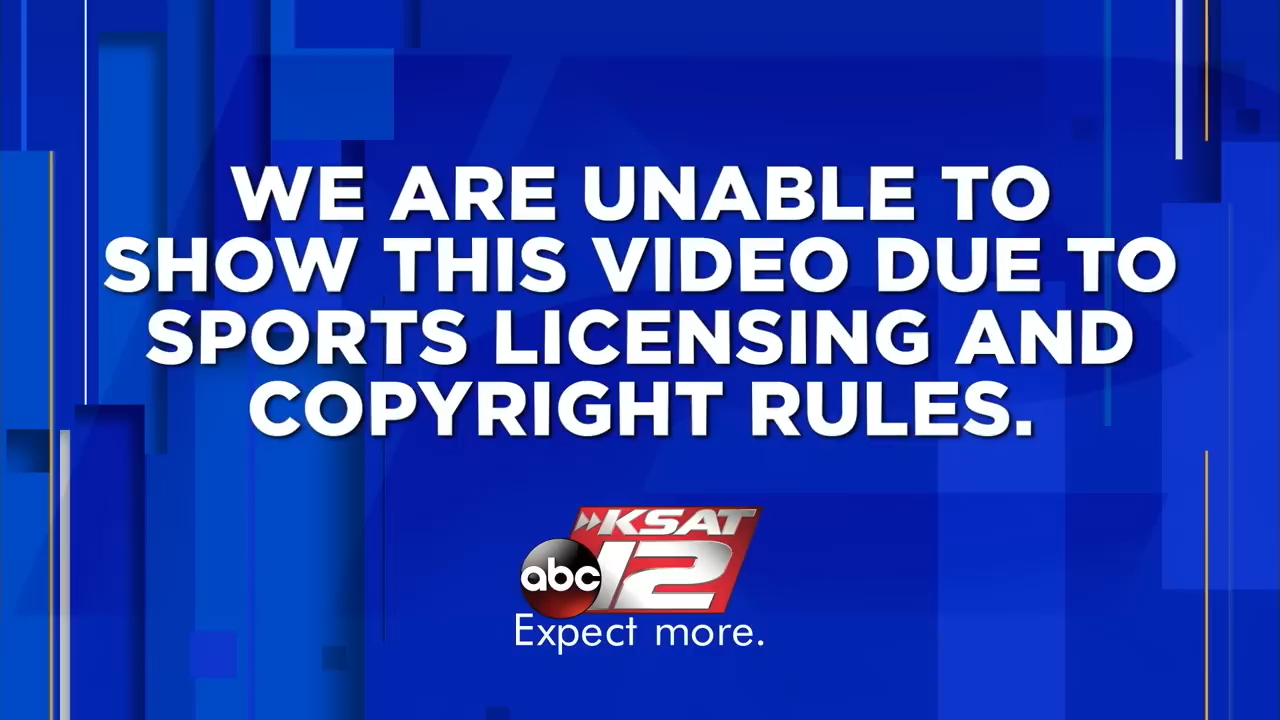 WE ARE UNABLE TO
SHOW THIS VIDEO DUE TO
SPORTS LICENSING AND
COPYRIGHT RULES.
KSAT
abc 12
Expect more.